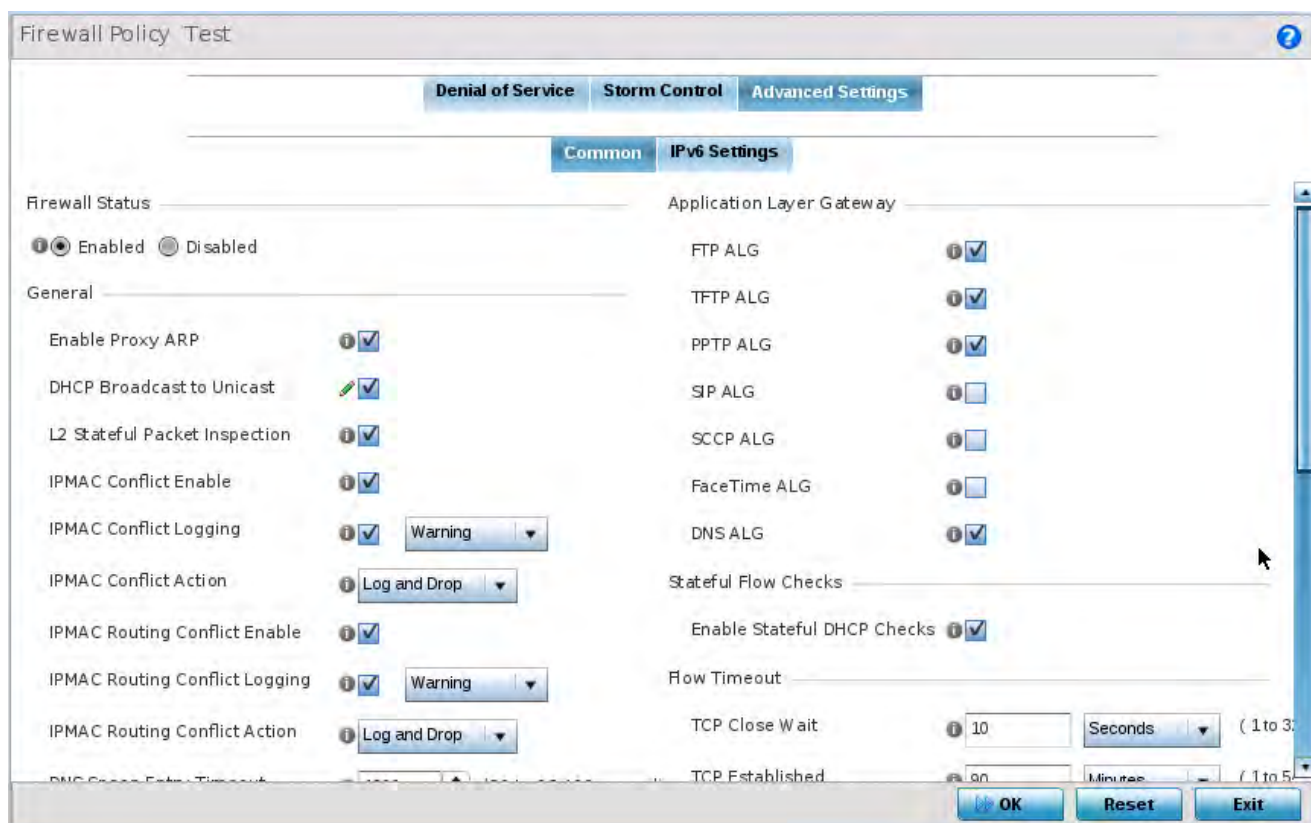 Firewall Policy Test
Denial of Service Storm Control Advanced Settings
Common IPv6 Settings
Firewall Status
Enabled Disabled
General
Enable Proxy ARP
DHCP Broadcast to Unicast
L2 Stateful Packet Inspection
IPMAC Conflict Enable
IPMAC Conflict Logging Warning
IPMAC Conflict Action Log and Drop
IPMAC Routing Conflict Enable
IPMAC Routing Conflict Logging Warning
IPMAC Routing Conflict Action Log and Drop
Application Layer Gateway
FTP ALG
TFTP ALG
PPTP ALG
SIP ALG
SCCP ALG
FaceTime ALG
DNS ALG
Stateful Flow Checks
Enable Stateful DHCP Checks
Flow Timeout
TCP Close Wait 10 Seconds ( 1 to
TCP Established 90 Minutes ( 1 to
OK Reset Exit